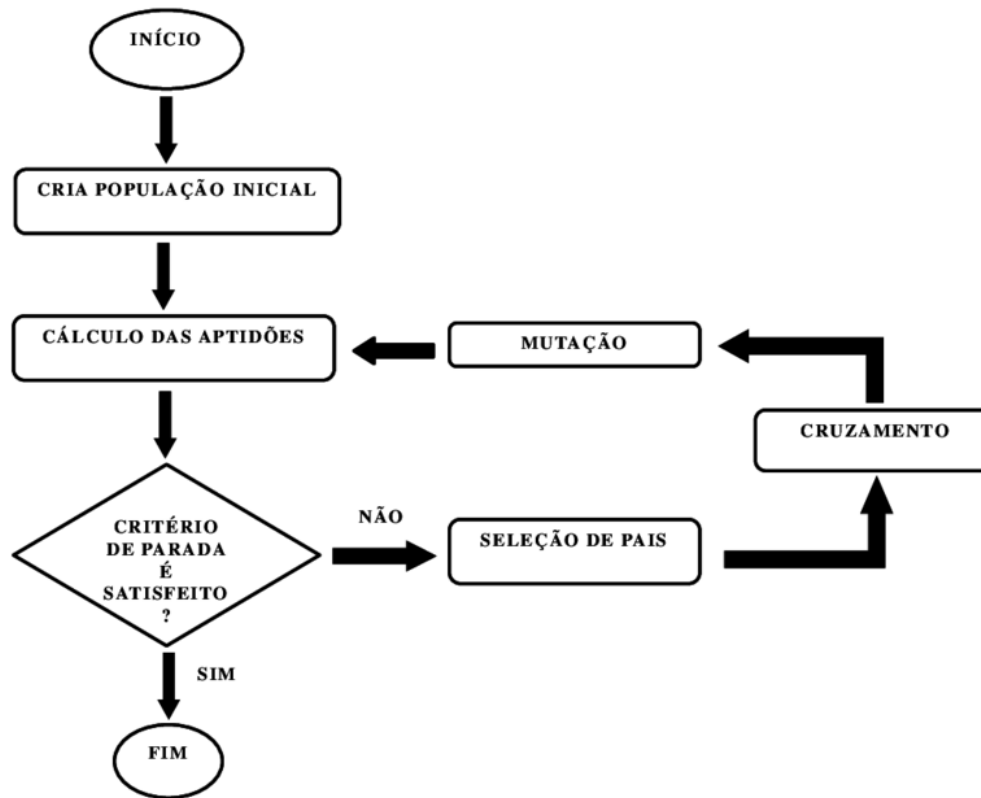 INÍCIO
CRIA POPULAÇÃO INICIAL
CÁLCULO DAS APTIDÕES
MUTAÇÃO
CRUZAMENTO
CRITÉRIO
DE PARADA
É
SATISFEITO
?
NÃO
SELEÇÃO DE PAIS
SIM
FIM